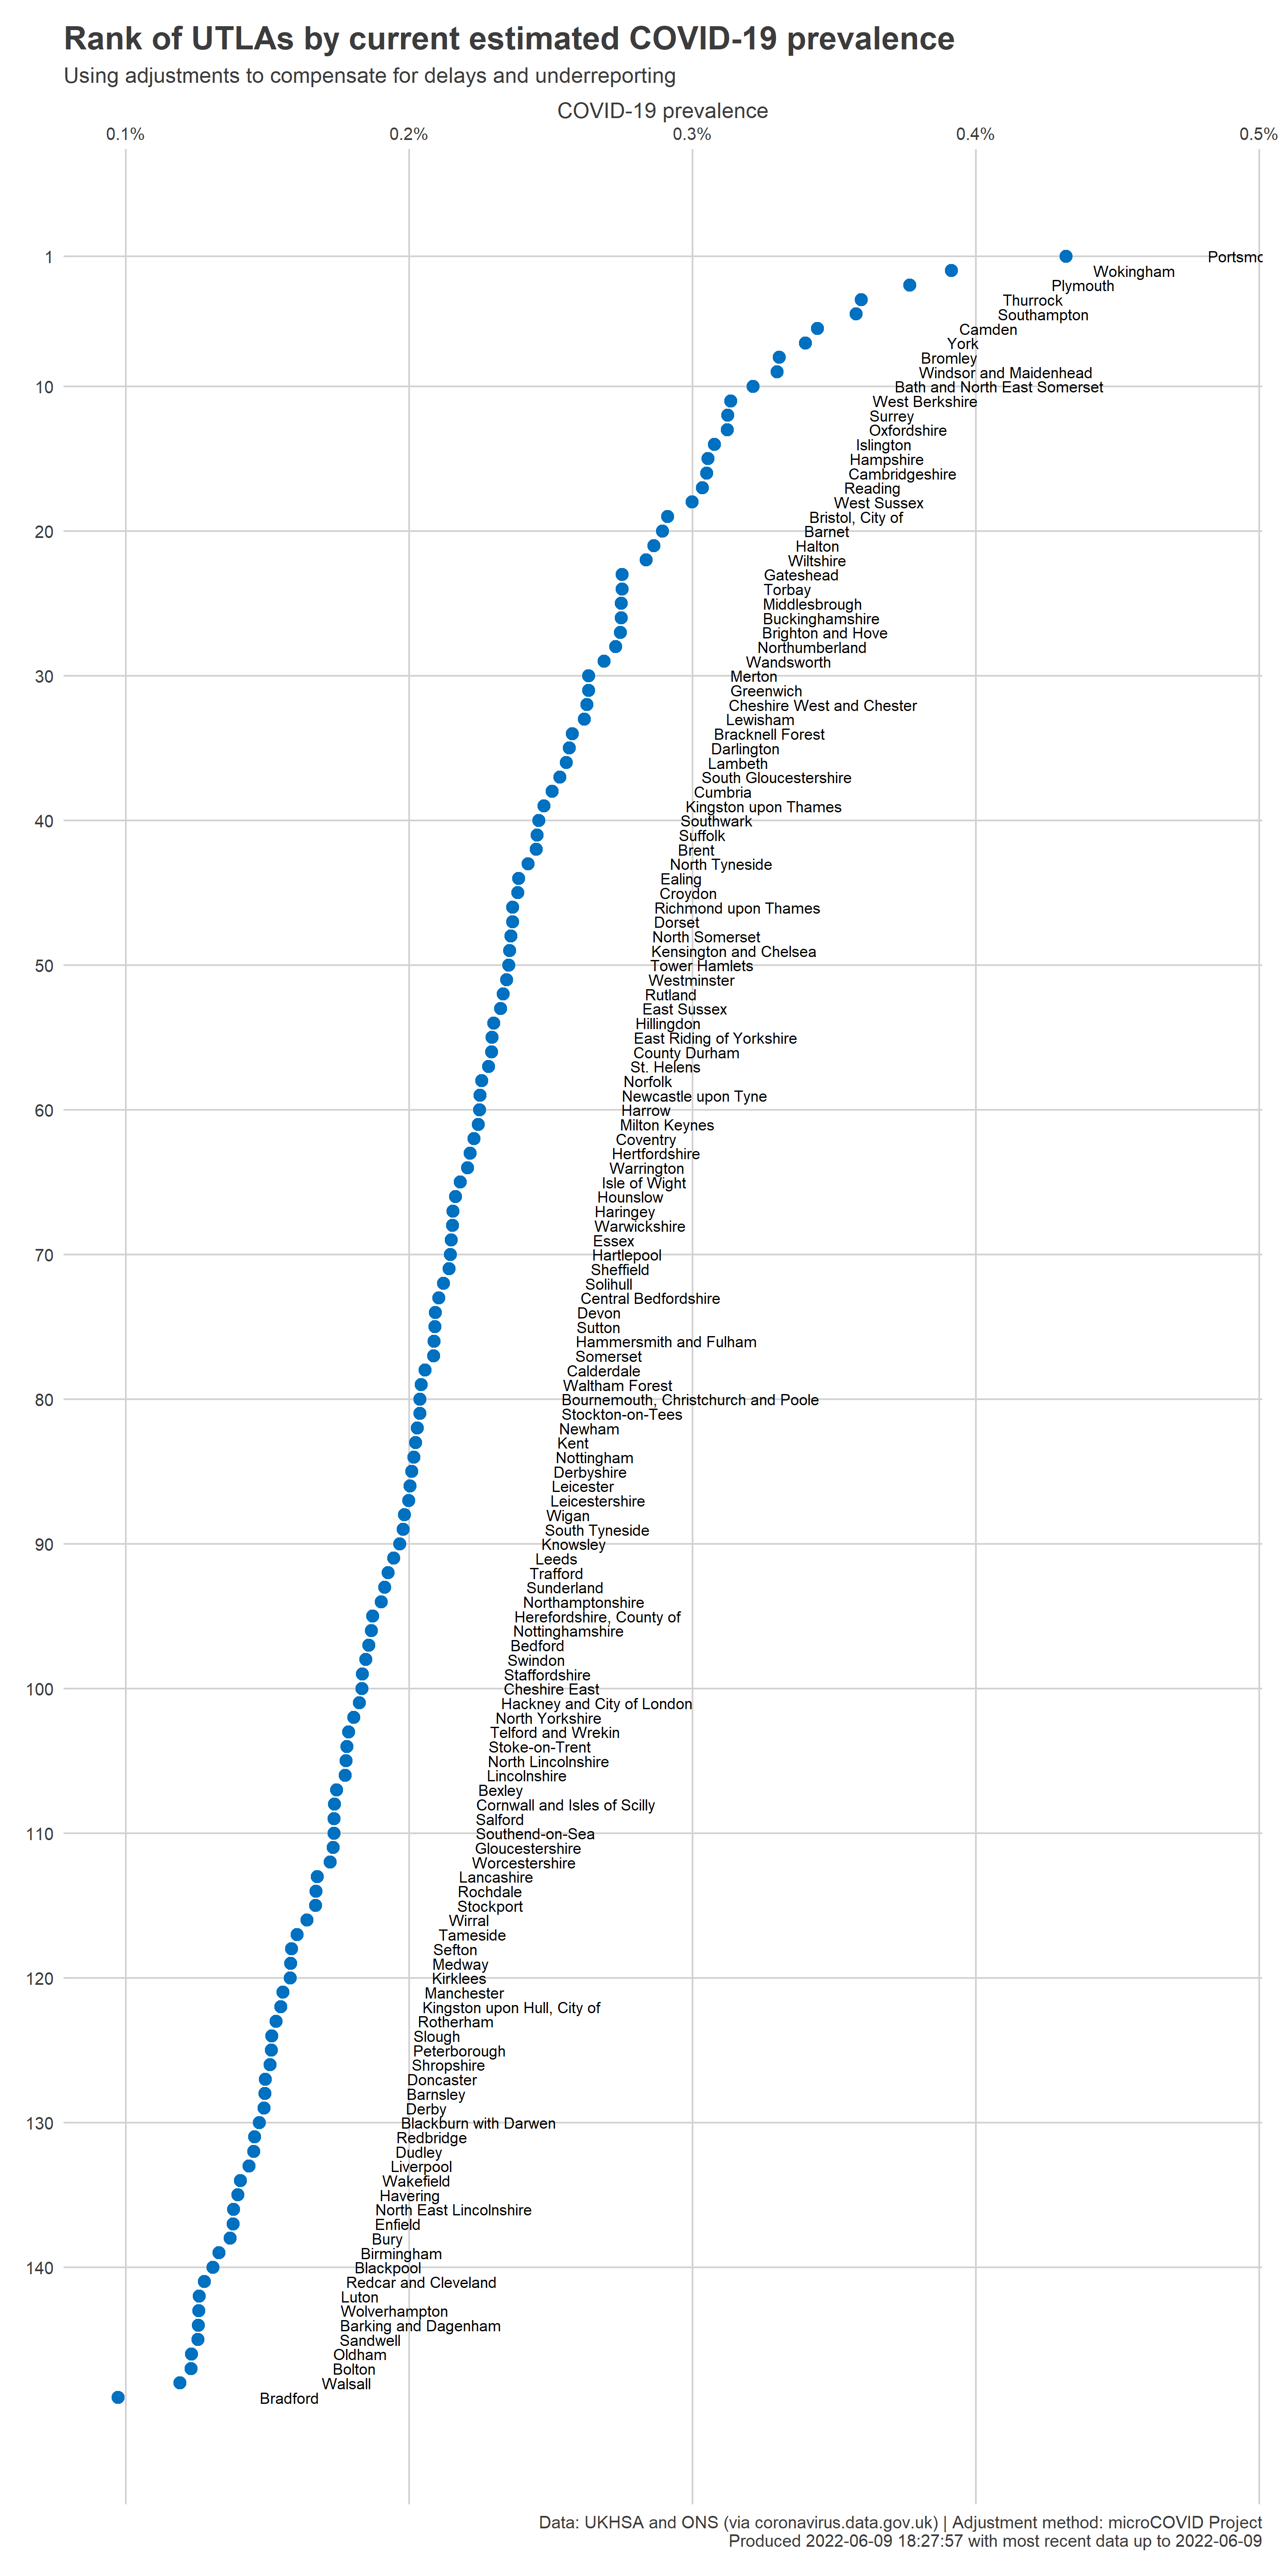 Rank of UTLAs by current estimated COVID-19 prevalence
Using adjustments to compensate for delays and underreporting
COVID-19 prevalence
0.1% 0.2% 0.3% 0.4% 0.5%
1 Portsmo
Wokingham
Plymouth
Thurrock
Southampton
Camden
York
Bromley
Windsor and Maidenhead
10 Bath and North East Somerset
West Berkshire
Surrey
Oxfordshire
Islington
Hampshire
Cambridgeshire
Reading
West Sussex
Bristol, City of
20 Barnet
Halton
Wiltshire
Gateshead
Torbay
Middlesbrough
Buckinghamshire
Brighton and Hove
Northumberland
Wandsworth
30 Merton
Greenwich
Cheshire West and Chester
Lewisham
Bracknell Forest
Darlington
Lambeth
South Gloucestershire
Cumbria
Kingston upon Thames
40 Southwark
Suffolk
Brent
North Tyneside
Ealing
Croydon
Richmond upon Thames
Dorset
North Somerset
Kensington and Chelsea
50 Tower Hamlets
Westminster
Rutland
East Sussex
Hillingdon
East Riding of Yorkshire
County Durham
St. Helens
Norfolk
Newcastle upon Tyne
60 Harrow
Milton Keynes
Coventry
Hertfordshire
Warrington
Isle of Wight
Hounslow
Haringey
Warwickshire
Essex
70 Hartlepool
Sheffield
Solihull
Central Bedfordshire
Devon
Sutton
Hammersmith and Fulham
Somerset
Calderdale
Waltham Forest
80 Bournemouth, Christchurch and Poole
Stockton-on-Tees
Newham
Kent
Nottingham
Derbyshire
Leicester
Leicestershire
Wigan
South Tyneside
90 Knowsley
Leeds
Trafford
Sunderland
Northamptonshire
Herefordshire, County of
Nottinghamshire
Bedford
Swindon
Staffordshire
100 Cheshire East
Hackney and City of London
North Yorkshire
Telford and Wrekin
Stoke-on-Trent
North Lincolnshire
Lincolnshire
Bexley
Cornwall and Isles of Scilly
Salford
110 Southend-on-Sea
Gloucestershire
Worcestershire
Lancashire
Rochdale
Stockport
Wirral
Tameside
Sefton
Medway
120 Kirklees
Manchester
Kingston upon Hull, City of
Rotherham
Slough
Peterborough
Shropshire
Doncaster
Barnsley
Derby
130 Blackburn with Darwen
Redbridge
Dudley
Liverpool
Wakefield
Havering
North East Lincolnshire
Enfield
Bury
Birmingham
140 Blackpool
Redcar and Cleveland
Luton
Wolverhampton
Barking and Dagenham
Sandwell
Oldham
Bolton
Walsall
Bradford
Data: UKHSA and ONS (via coronavirus.data.gov.uk) | Adjustment method: microCOVID Project
Produced 2022-06-09 18:27:57 with most recent data up to 2022-06-09